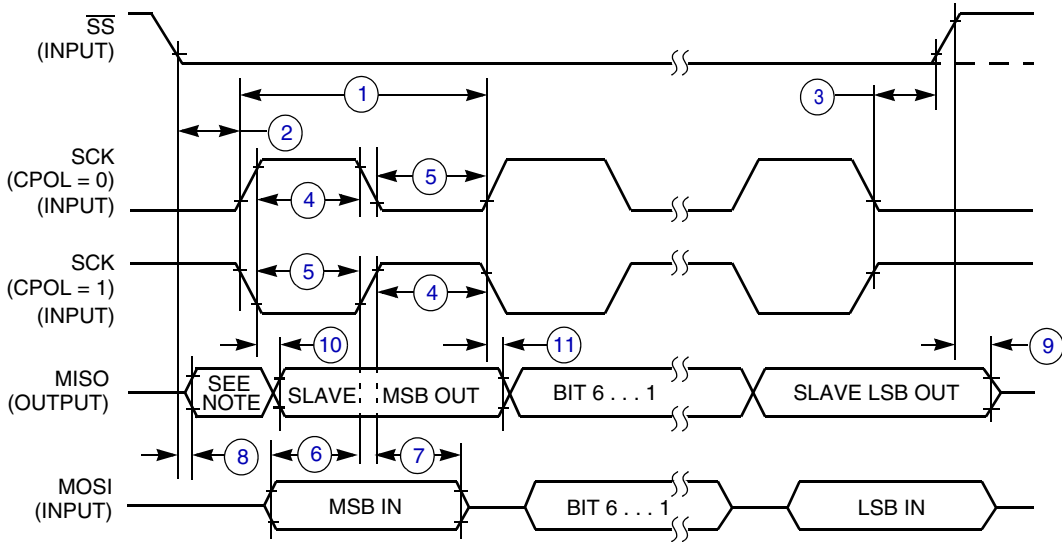 SS
(INPUT)
1
3
2
SCK
(CPOL = 0)
(INPUT)
5
4
SCK
(CPOL = 1)
(INPUT)
5
4
10
11
9
MISO
(OUTPUT)
SEE
NOTE
SLAVE
MSB OUT
BIT 6 . . . 1
SLAVE LSB OUT
8
6
7
MOSI
(INPUT)
MSB IN
BIT 6 . . . 1
LSB IN